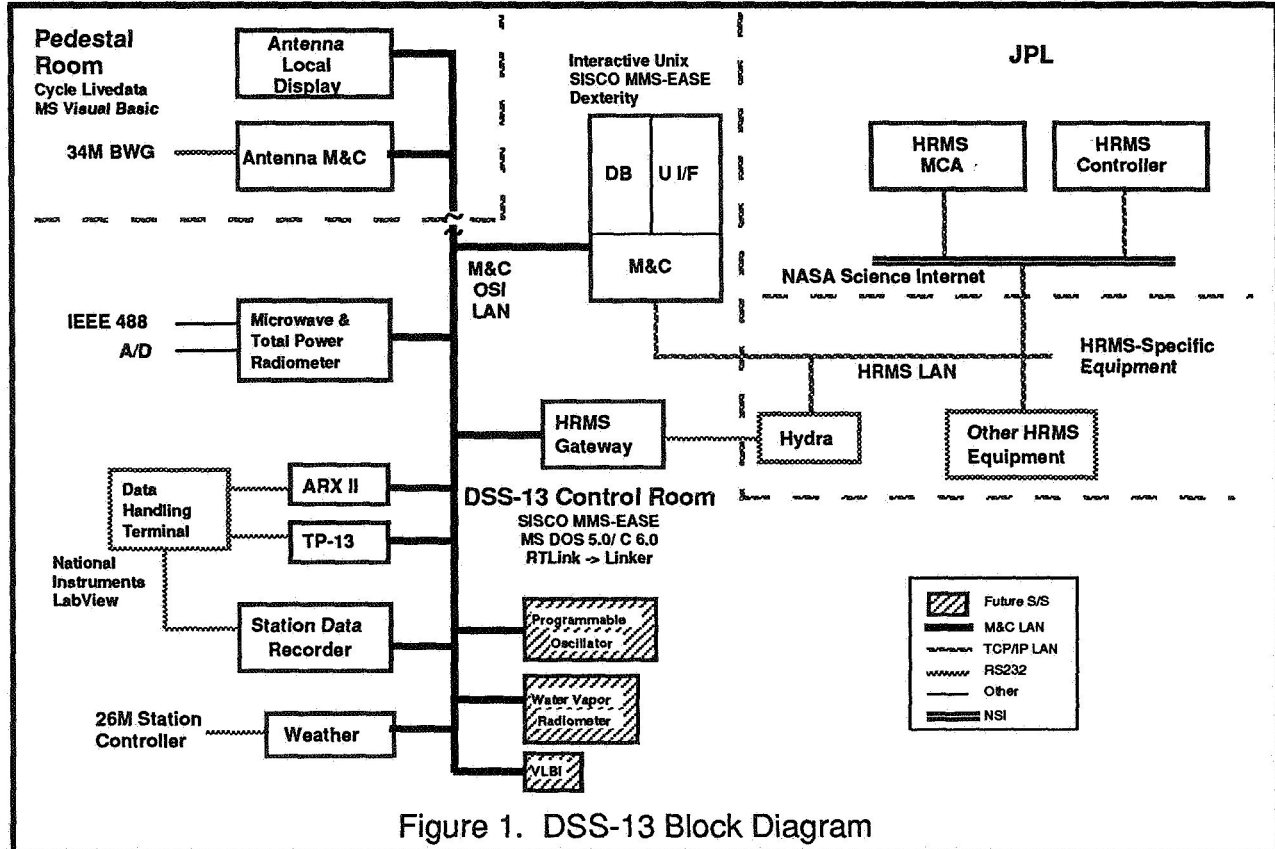 Pedestal
Room
Cycle Livedata
MS Visual Basic
Antenna
Local
Display
34M BWG
Antenna M&C
Interactive Unix
SISCO MMS-EASE
Dexterity
DB
U I/F
M&C
JPL
HRMS
MCA
HRMS
Controller
NASA Science Internet
M&C
OSI
LAN
IEEE 488
A/D
Microwave &
Total Power
Radiometer
HRMS LAN
HRMS-Specific
Equipment
HRMS
Gateway
Hydra
Other HRMS
Equipment
Data
Handling
Terminal
ARX II
TP-13
DSS-13 Control Room
SISCO MMS-EASE
MS DOS 5.0/ C 6.0
RTLink -> Linker
National
Instruments
LabView
Station Data
Recorder
Programmable
Oscillator
Water Vapor
Radiometer
VLBI
26M Station
Controller
Weather
Future S/S
M&C LAN
TCP/IP LAN
RS232
Other
NSI
Figure 1. DSS-13 Block Diagram